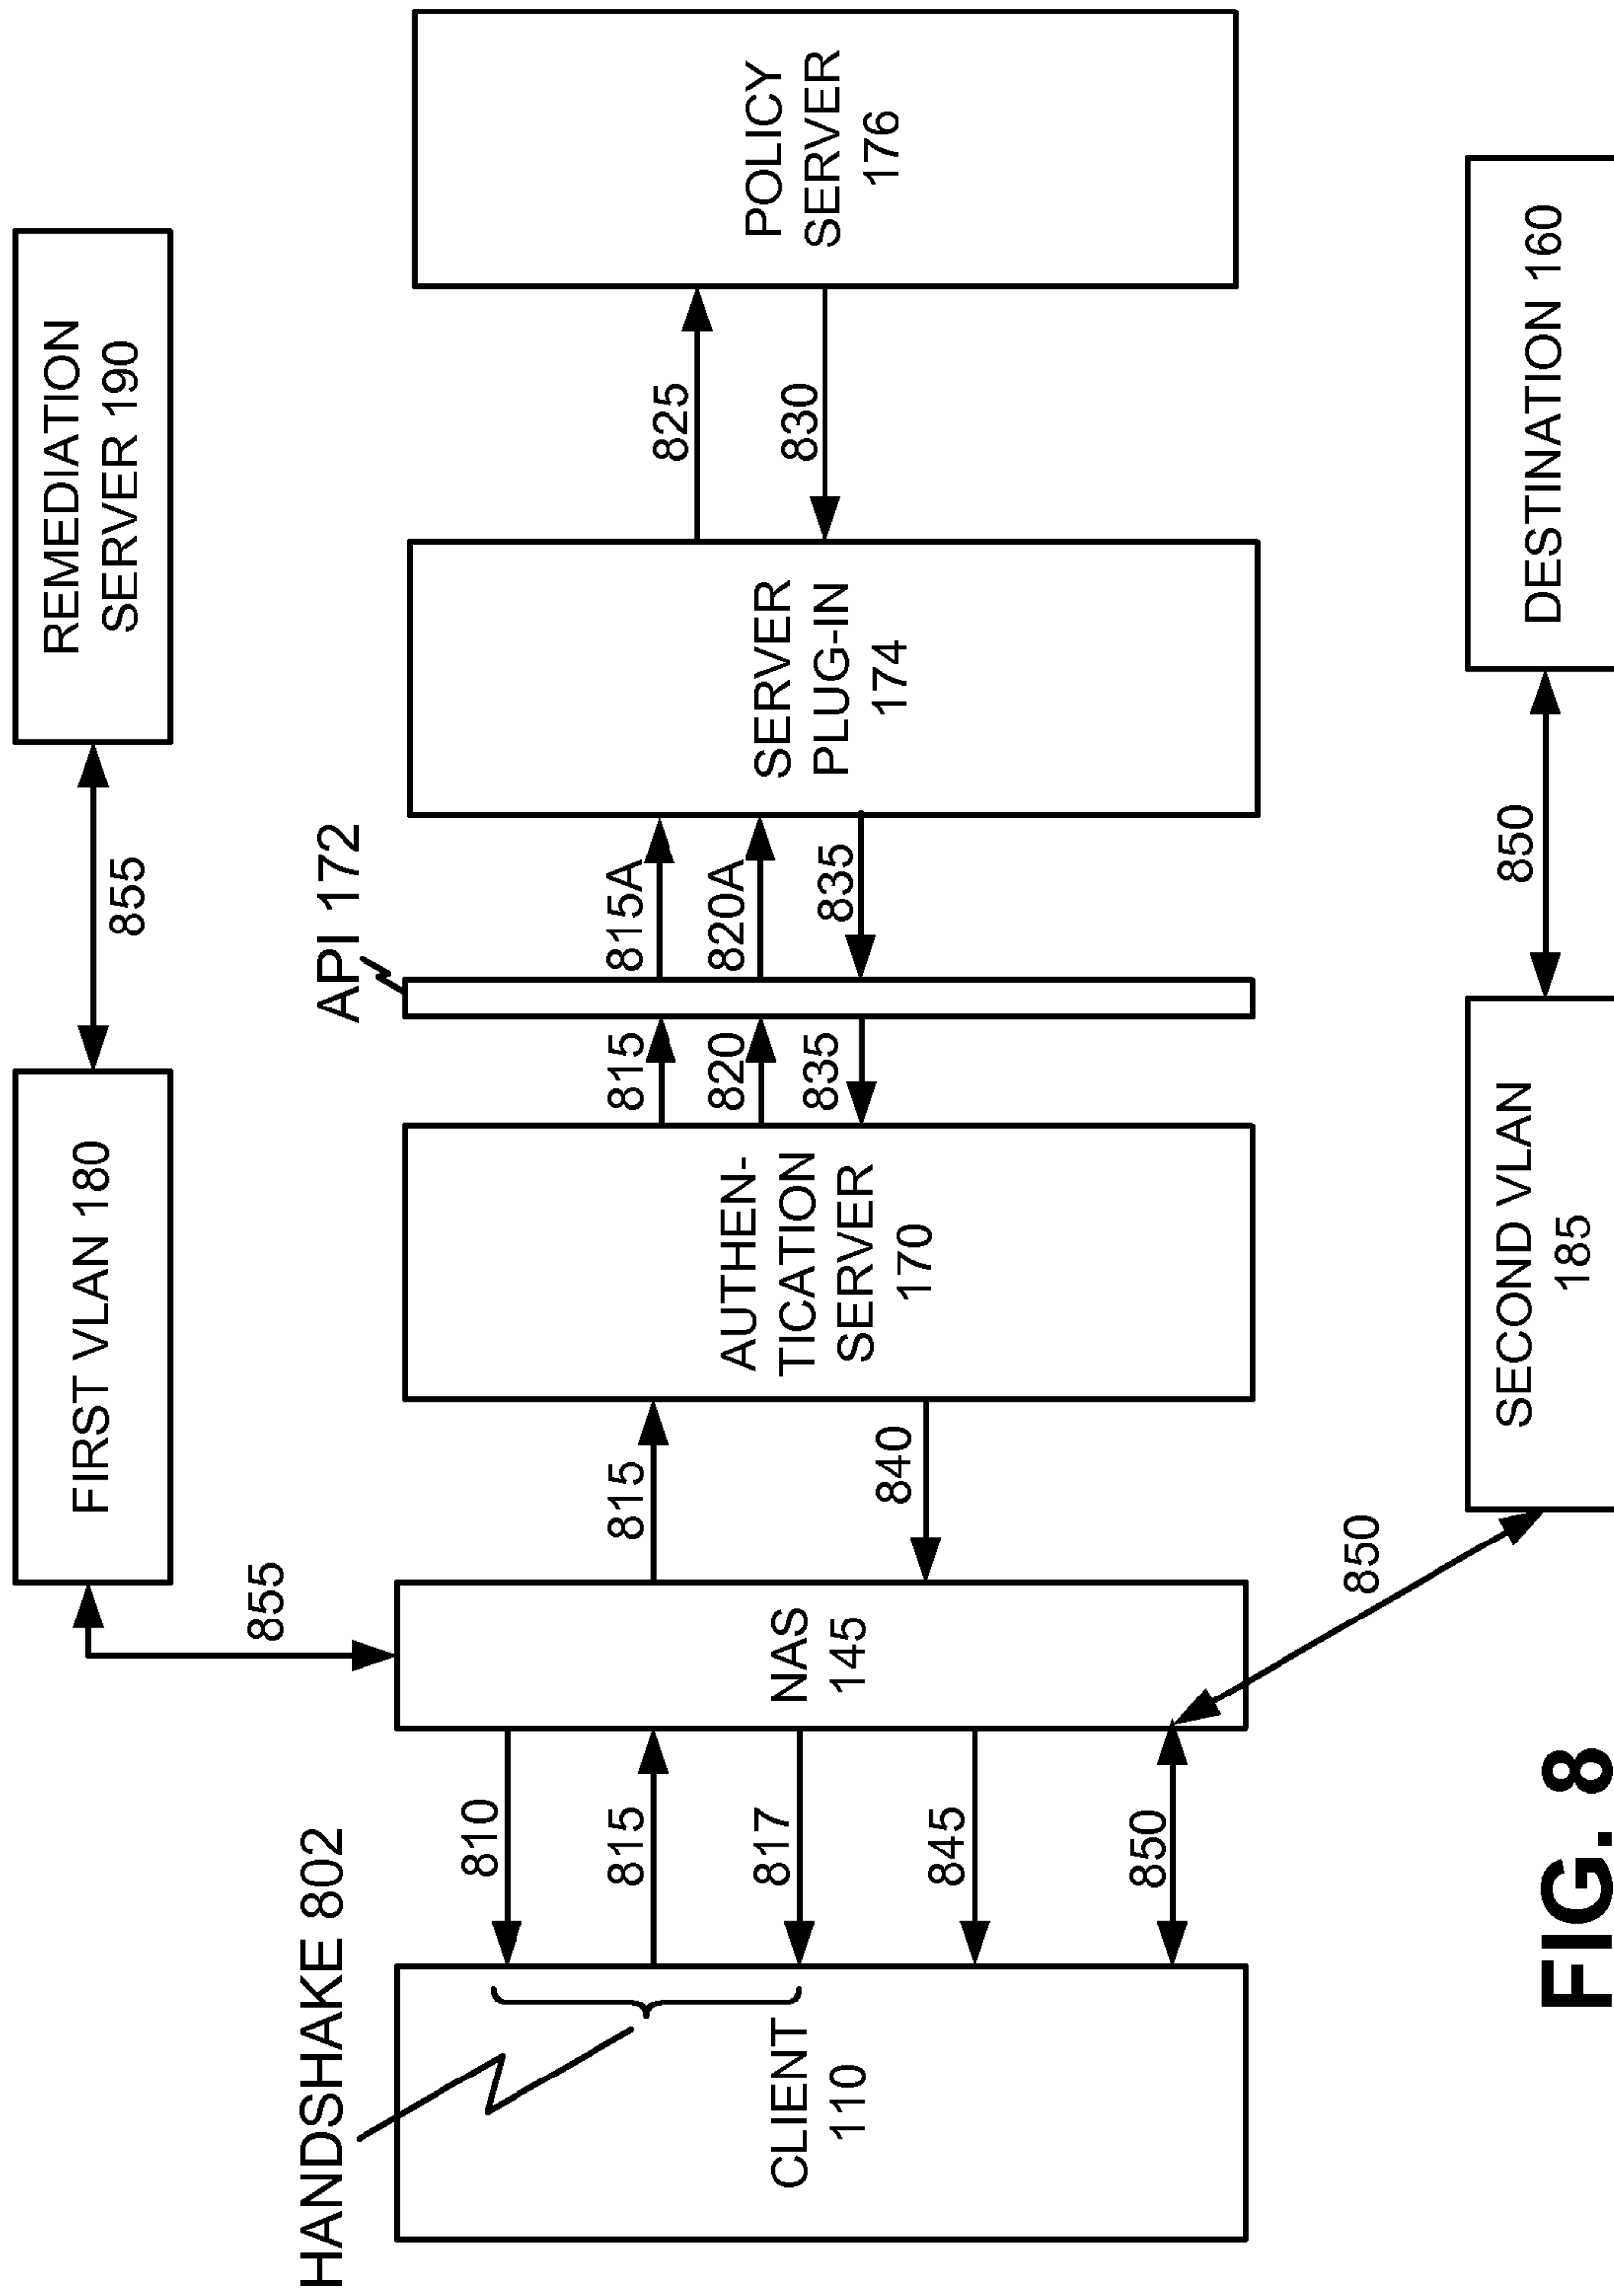 FIRST VLAN 180
855
REMEDIATION
SERVER 190
855
HANDSHAKE 802
API 172
CLIENT
110
810
815
817
845
850
NAS
145
815
840
AUTHEN-
TICATION
SERVER
170
815
820
835
815A
820A
835
SERVER
PLUG-IN
174
825
830
POLICY
SERVER
176
850
SECOND VLAN
185
850
DESTINATION 160
FIG. 8